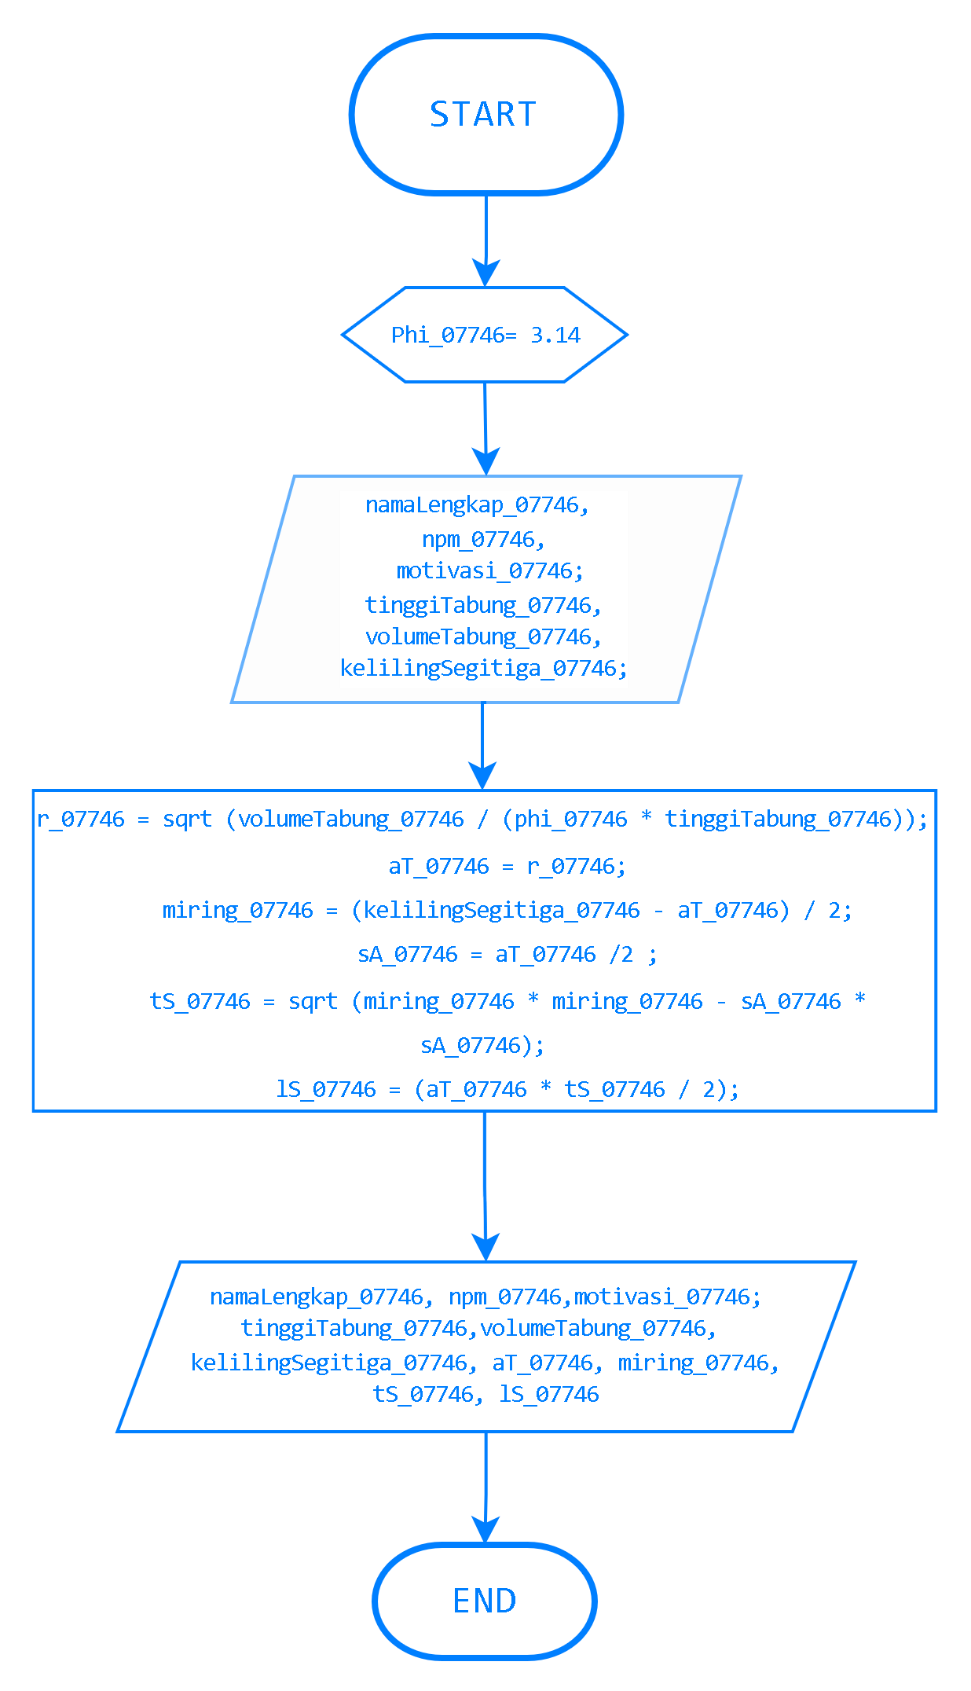 START
Phi_07746= 3.14
namaLengkap_07746,
npm_07746,
motivasi_07746;
tinggiTabung_07746,
volumeTabung_07746,
kelilingSegitiga_07746;
r_07746 = sqrt (volumeTabung_07746 / (phi_07746 * tinggiTabung_07746));
aT_07746 = r_07746;
miring_07746 = (kelilingSegitiga_07746 - aT_07746) / 2;
sA_07746 = aT_07746 /2 ;
tS_07746 = sqrt (miring_07746 * miring_07746 - sA_07746 *
sA_07746);
lS_07746 = (aT_07746 * tS_07746 / 2);
namaLengkap_07746, npm_07746,motivasi_07746;
tinggiTabung_07746,volumeTabung_07746,
kelilingSegitiga_07746, aT_07746, miring_07746,
tS_07746, lS_07746
END